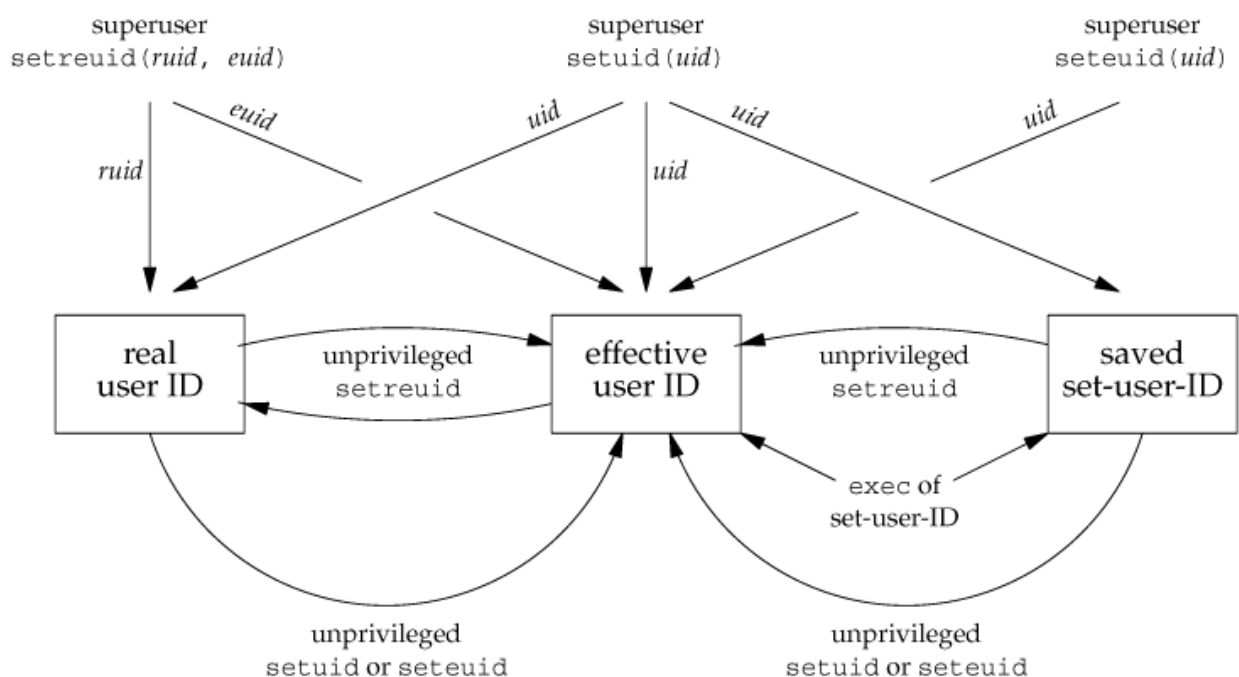 superuser
setreuid(ruid, euid)
superuser
setuid(uid)
superuser
seteuid(uid)
euid
uid
uid
uid
ruid
uid
real
user ID
unprivileged
setreuid
effective
user ID
unprivileged
setreuid
saved
set-user-ID
exec of
set-user-ID
unprivileged
setuid or seteuid
unprivileged
setuid or seteuid